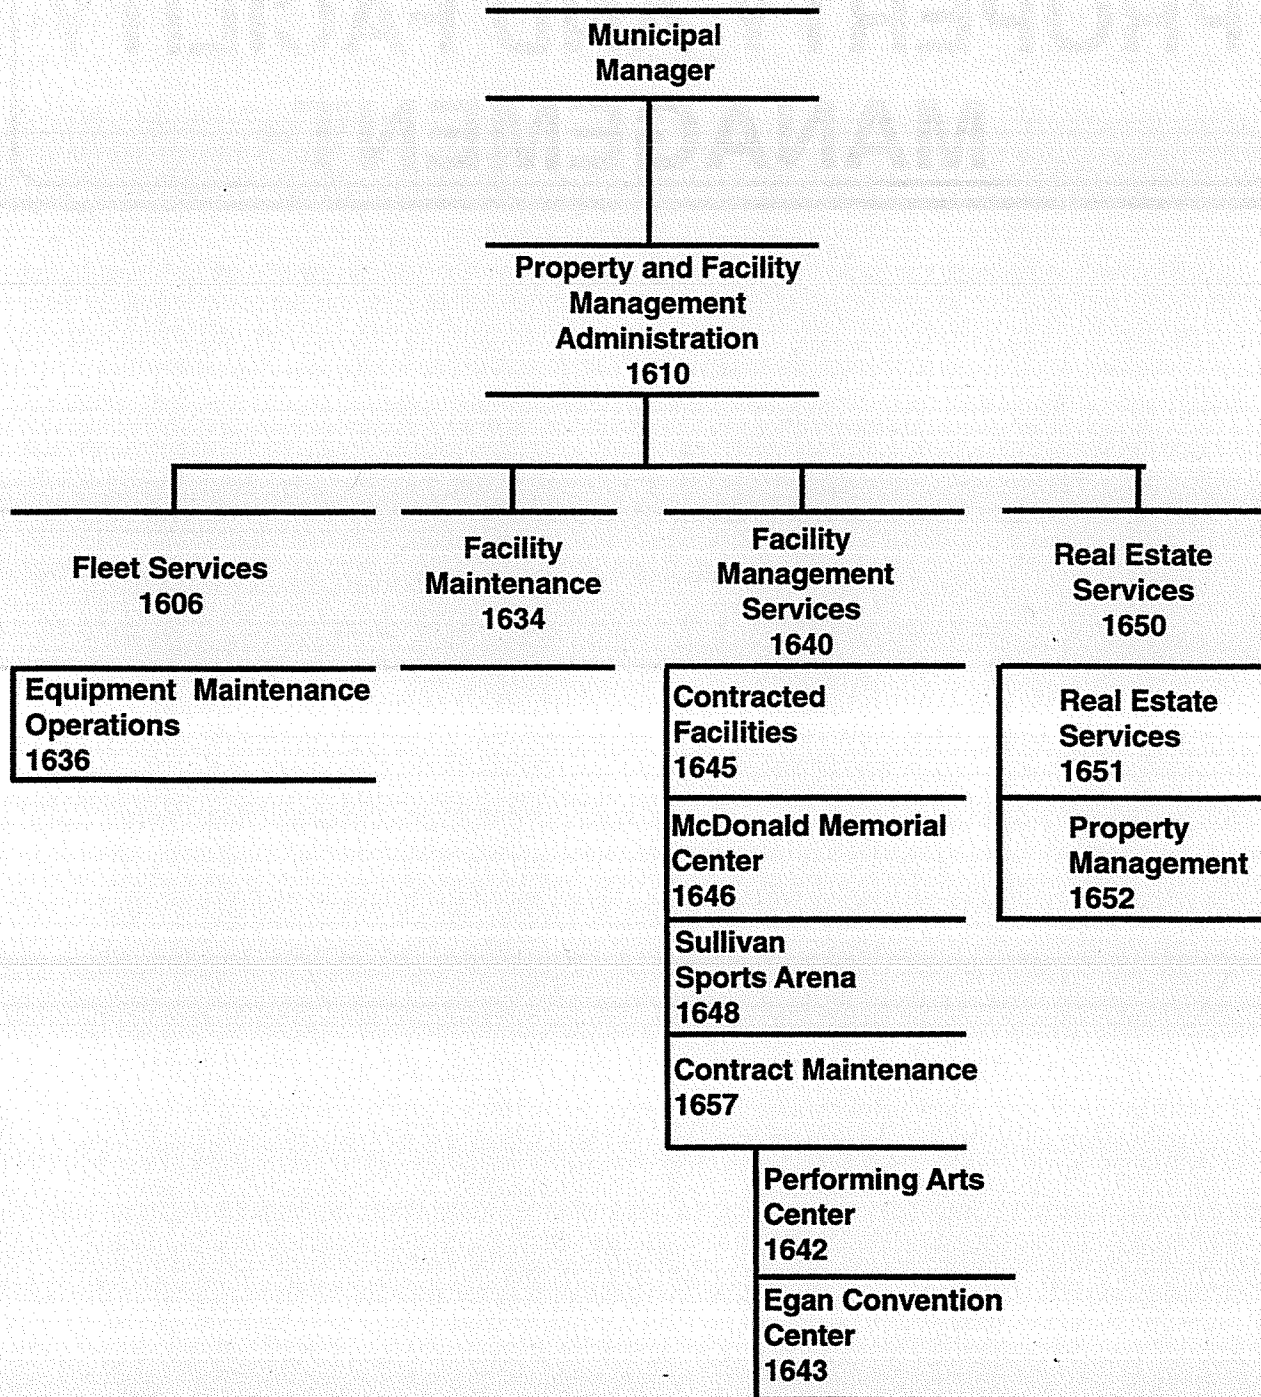 Municipal
Manager
Property and Facility
Management
Administration
1610
Fleet Services
1606
Facility
Maintenance
1634
Facility
Management
Services
1640
Real Estate
Services
1650
Equipment Maintenance
Operations
1636
Contracted
Facilities
1645
McDonald Memorial
Center
1646
Sullivan
Sports Arena
1648
Contract Maintenance
1657
Performing Arts
Center
1642
Egan Convention
Center
1643
Real Estate
Services
1651
Property
Management
1652